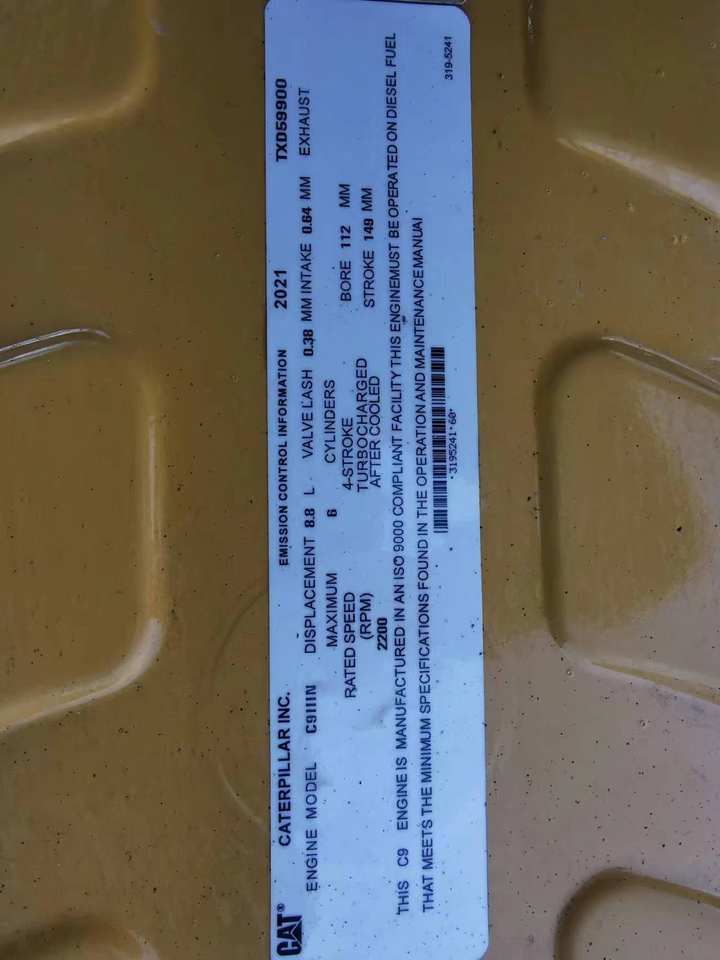 CAT® CATERPILLAR INC. EMISSION CONTROL INFORMATION 2021 TXD59900
ENGINE MODEL C9IIIN DISPLACEMENT 8.8 L VALVE LASH 0.38 MM INTAKE 0.64 MM EXHAUST
MAXIMUM 6 CYLINDERS
RATED SPEED 4-STROKE BORE 112 MM
(RPM) TURBOCHARGED STROKE 149 MM
2200 AFTER COOLED
THIS C9 ENGINE IS MANUFACTURED IN AN ISO 9000 COMPLIANT FACILITY THIS ENGINEMUST BE OPERATED ON DIESEL FUEL
THAT MEETS THE MINIMUM SPECIFICATIONS FOUND IN THE OPERATION AND MAINTENANCE MANUAI
*3195241*60*
319-5241